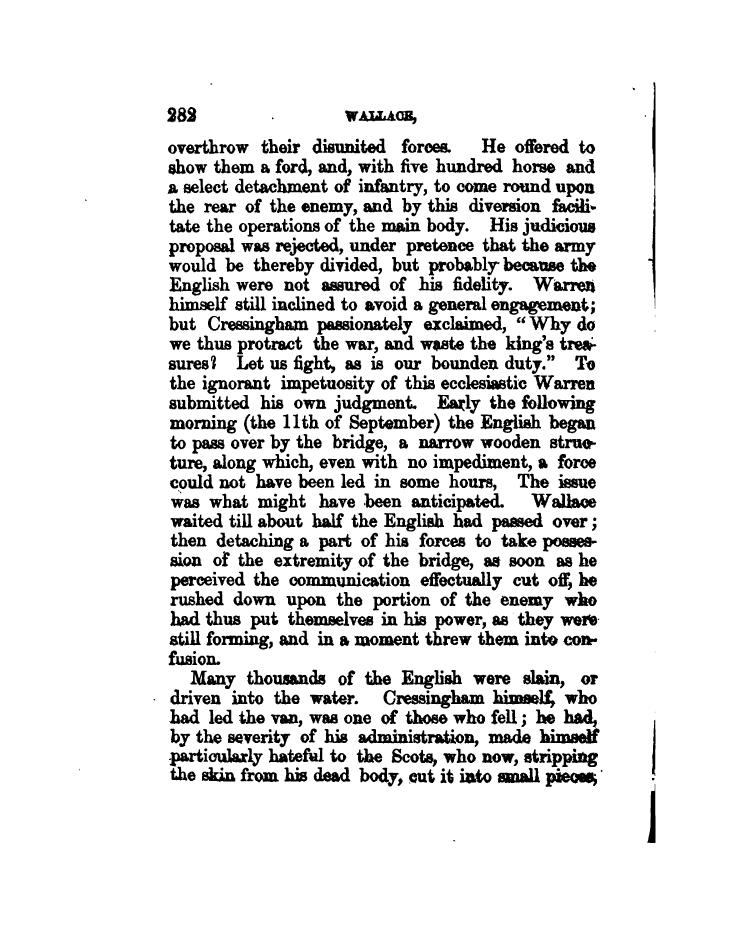 282 WALLACE,
overthrow their disunited forces. He offered to
show them a ford, and, with five hundred horse and
a select detachment of infantry, to come round upon
the rear of the enemy, and by this diversion facili-
tate the operations of the main body. His judicious
proposal was rejected, under pretence that the army
would be thereby divided, but probably because the
English were not assured of his fidelity. Warren
himself still inclined to avoid a general engagement;
but Cressingham passionately exclaimed, “Why do
we thus protract the war, and waste the king's trea-
sures? Let us fight, as is our bounden duty.” To
the ignorant impetuosity of this ecclesiastic Warren
submitted his own judgment. Early the following
morning (the 11th of September) the English began
to pass over by the bridge, a narrow wooden struc-
ture, along which, even with no impediment, a force
could not have been led in some hours, The issue
was what might have been anticipated. Wallace
waited till about half the English had passed over;
then detaching a part of his forces to take posses-
sion of the extremity of the bridge, as soon as he
perceived the communication effectually cut off, he
rushed down upon the portion of the enemy who
had thus put themselves in his power, as they were
still forming, and in a moment threw them into con-
fusion.
Many thousands of the English were slain, or
driven into the water. Cressingham himself, who
had led the van, was one of those who fell; he had,
by the severity of his administration, made himself
particularly hateful to the Scots, who now, stripping
the skin from his dead body, cut it into small pieces,